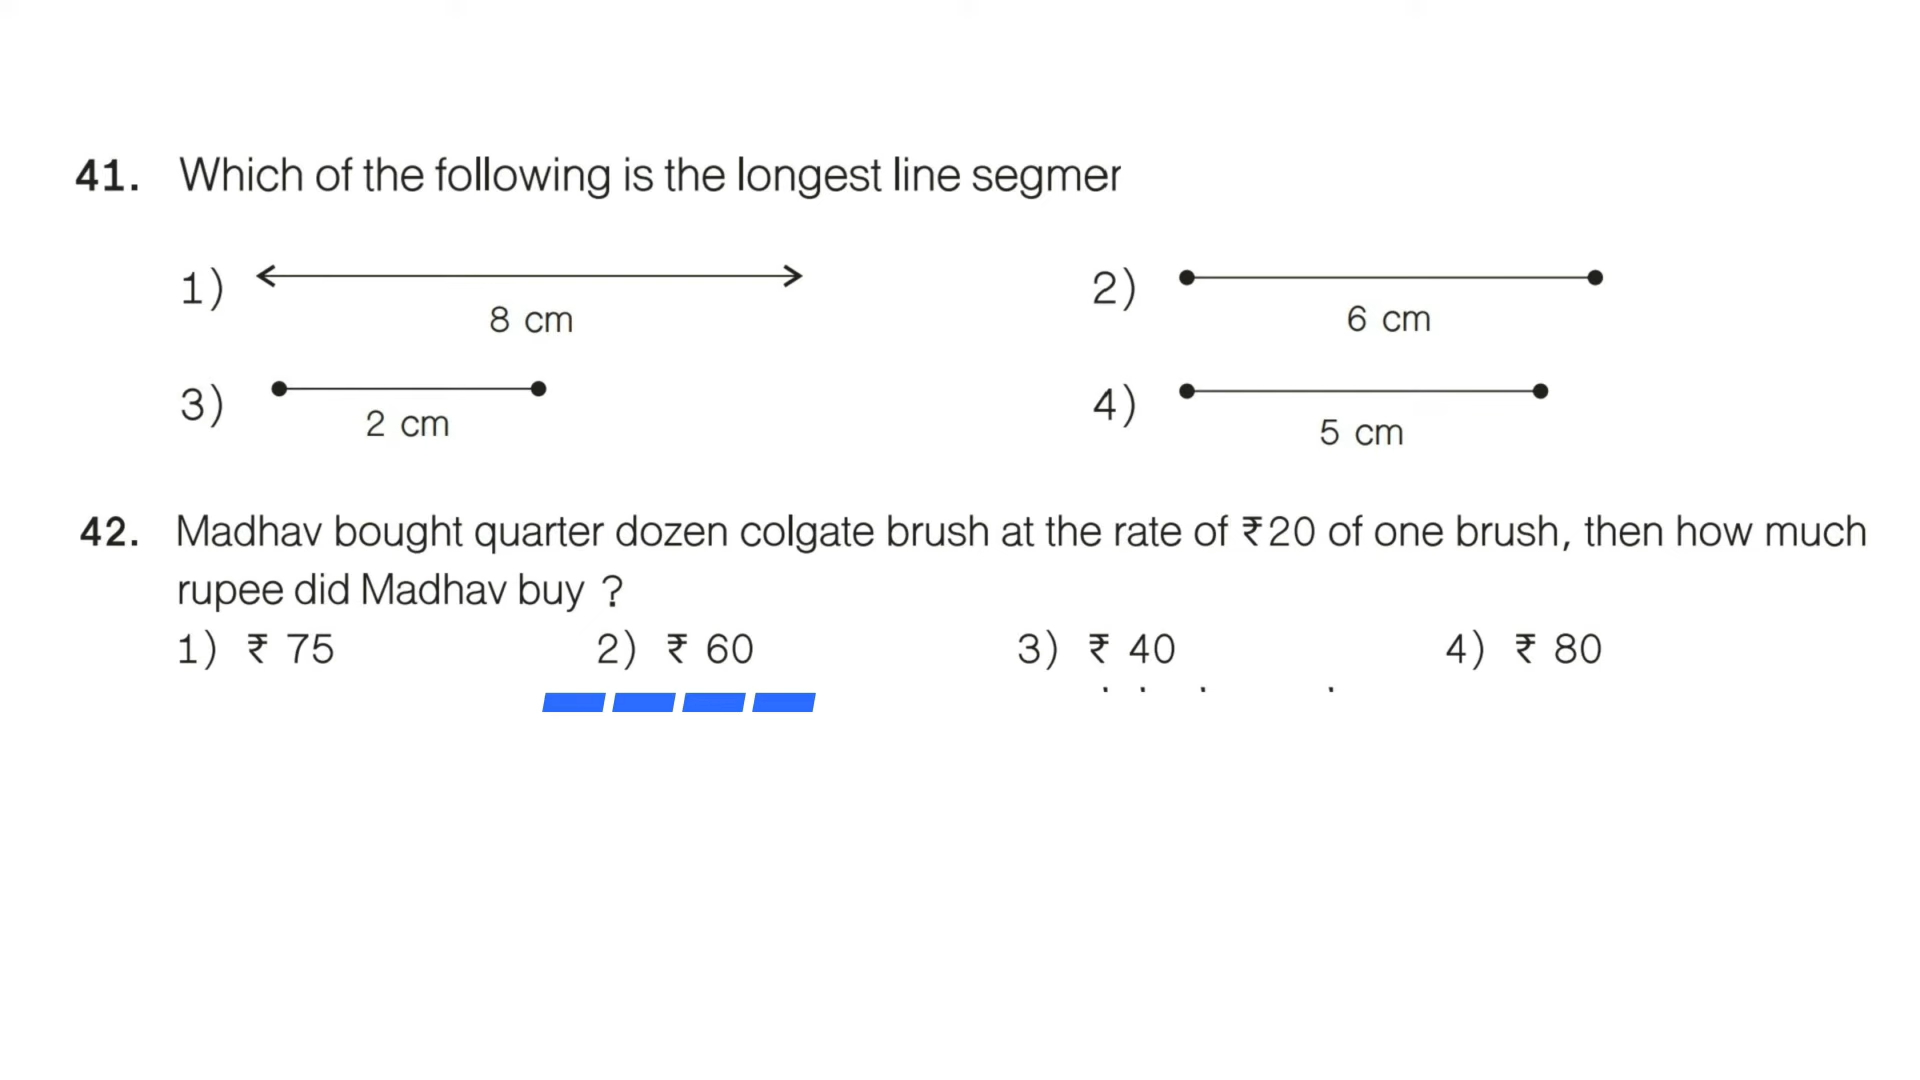 41. Which of the following is the longest line segmer
1) 8 cm
2) 6 cm
3) 2 cm
4) 5 cm
42. Madhav bought quarter dozen colgate brush at the rate of ₹20 of one brush, then how much
rupee did Madhav buy ?
1) ₹ 75 2) ₹ 60 3) ₹ 40 4) ₹ 80